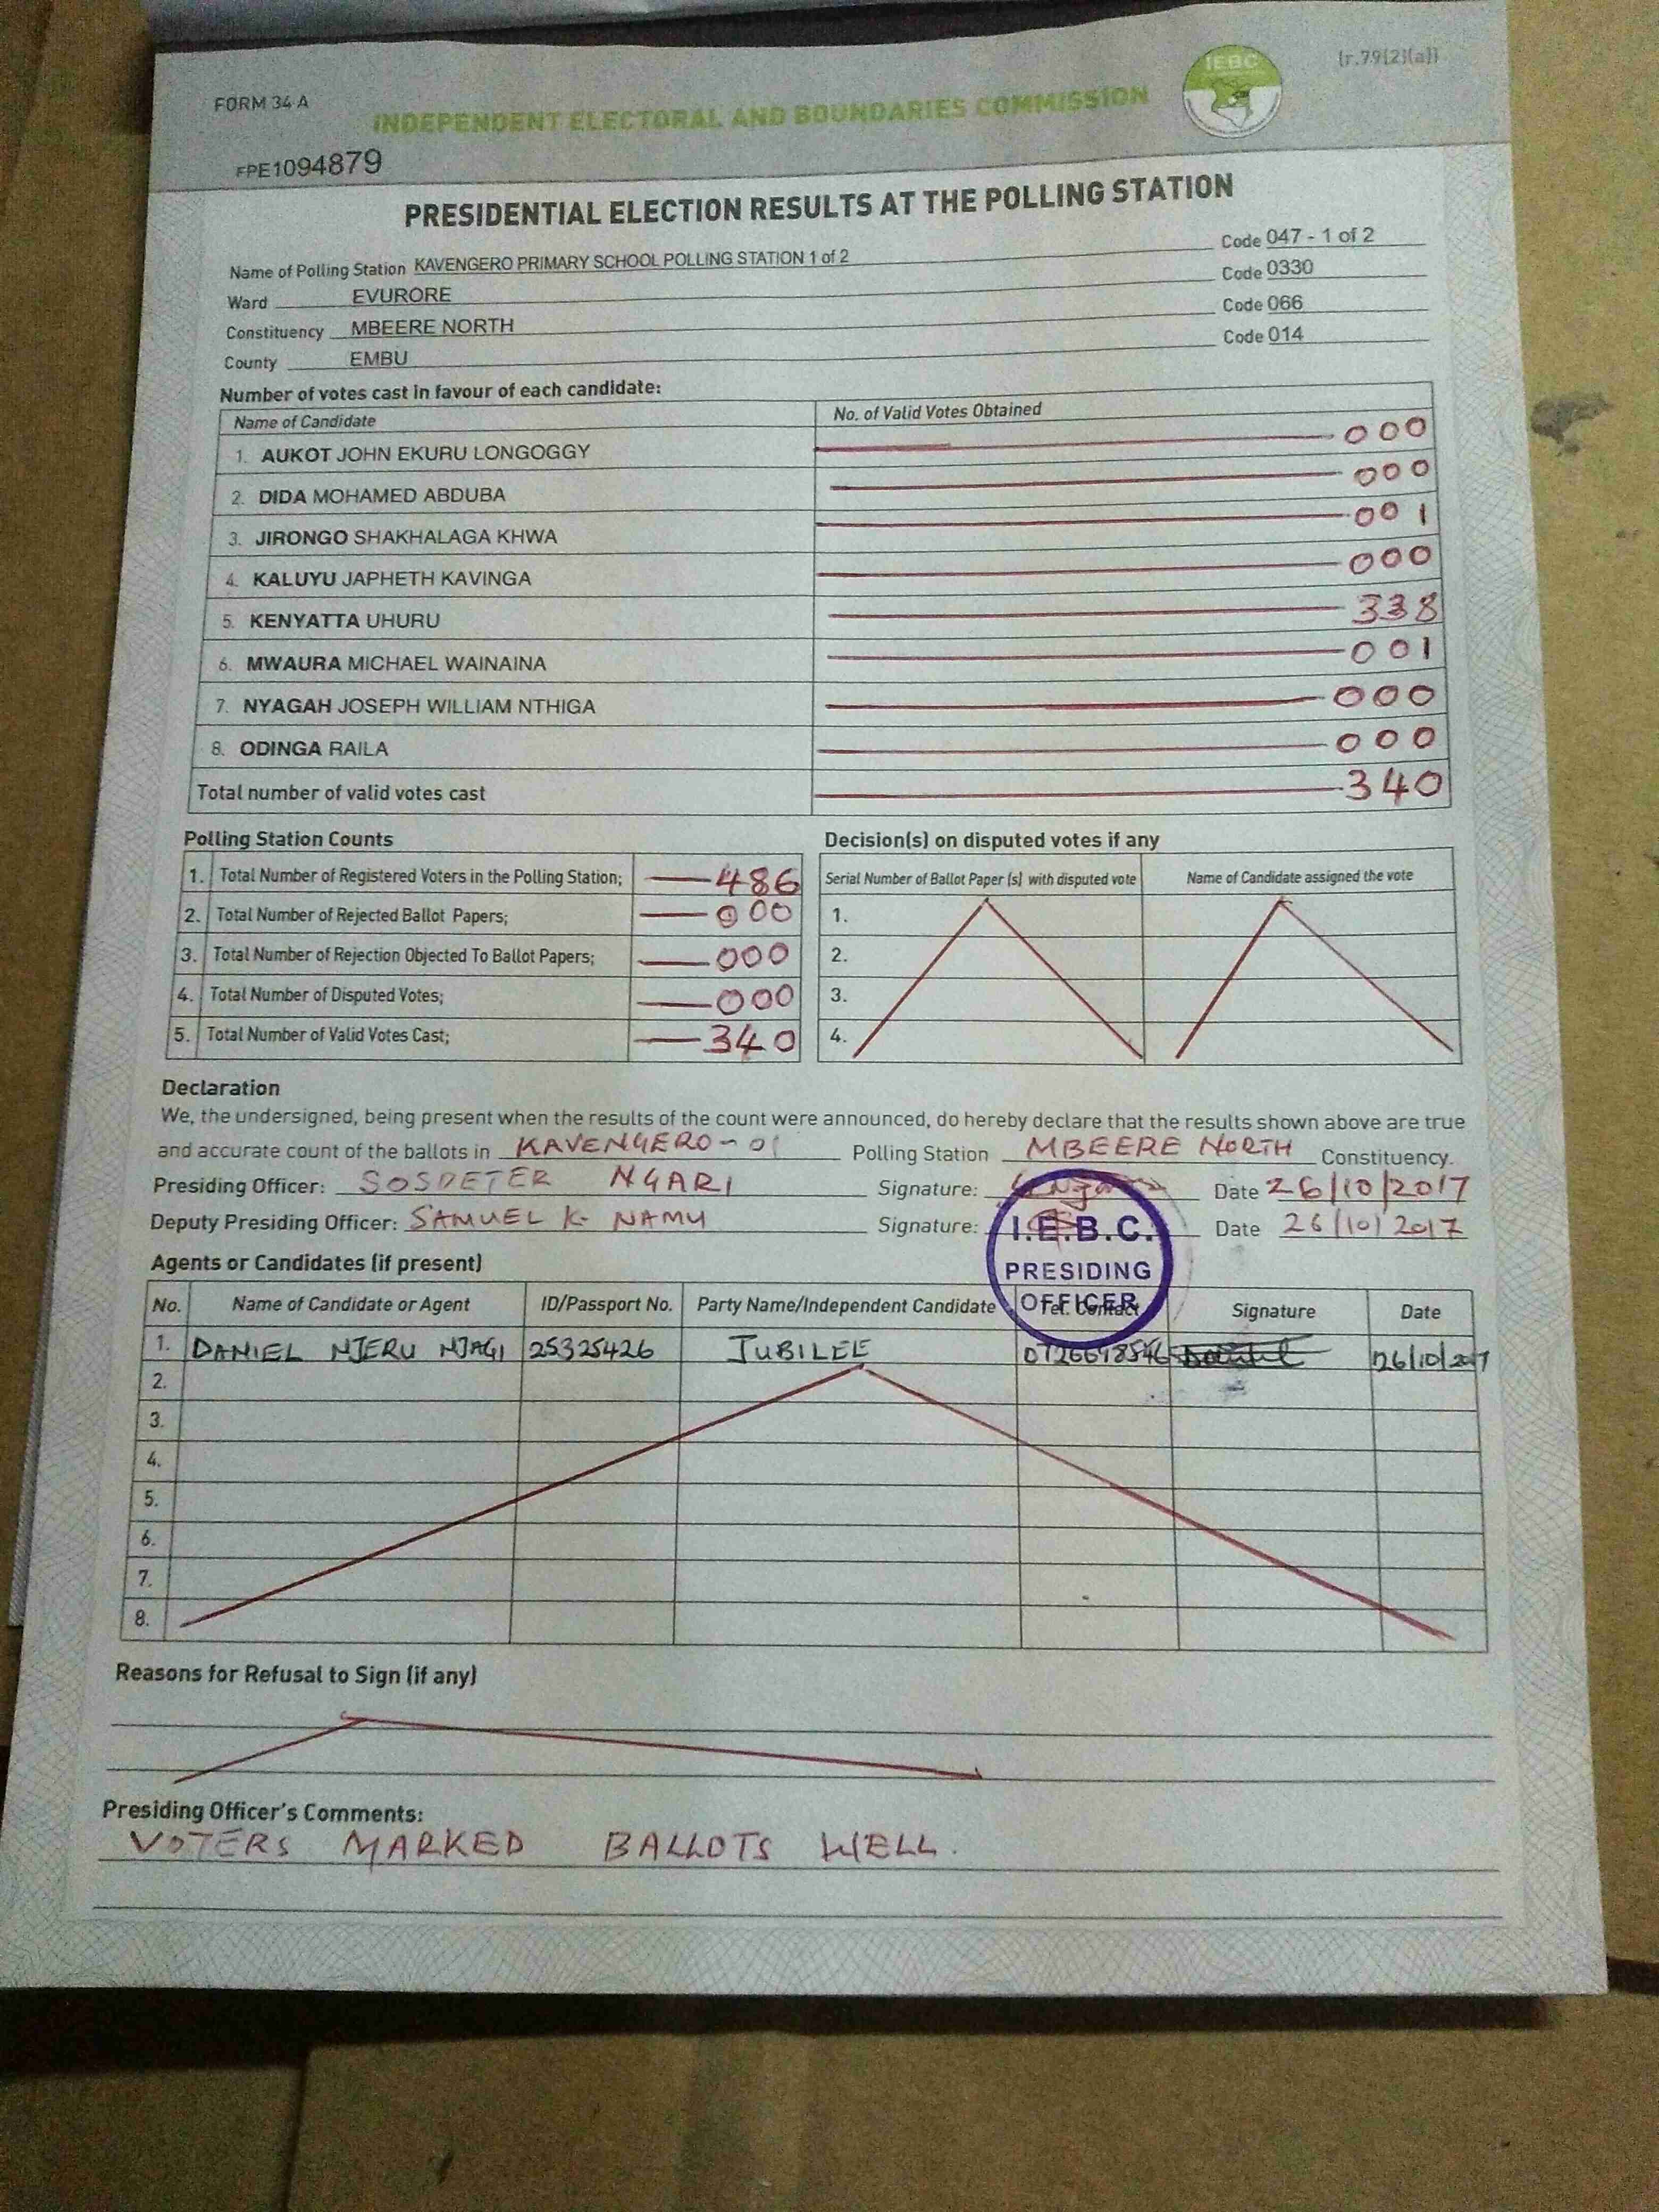 (r.79(2)(a))
FORM 34 A
IEBC
INDEPENDENT ELECTORAL AND BOUNDARIES COMMISSION
FPE1094879
PRESIDENTIAL ELECTION RESULTS AT THE POLLING STATION
Name of Polling Station KAVENGERO PRIMARY SCHOOL POLLING STATION 1 of 2 Code 047 - 1 of 2
Ward EVURORE Code 0330
Constituency MBEERE NORTH Code 066
County EMBU Code 014
Number of votes cast in favour of each candidate:
Name of Candidate No. of Valid Votes Obtained
1. AUKOT JOHN EKURU LONGOGGY 000
2. DIDA MOHAMED ABDUBA 000
3. JIRONGO SHAKHALAGA KHWA 001
4. KALUYU JAPHETH KAVINGA 000
5. KENYATTA UHURU 338
6. MWAURA MICHAEL WAINAINA 001
7. NYAGAH JOSEPH WILLIAM NTHIGA 000
8. ODINGA RAILA 000
Total number of valid votes cast 340
Polling Station Counts Decision(s) on disputed votes if any
1. Total Number of Registered Voters in the Polling Station; 486 Serial Number of Ballot Paper (s) with disputed vote Name of Candidate assigned the vote
2. Total Number of Rejected Ballot Papers; 000 1.
3. Total Number of Rejection Objected To Ballot Papers; 000 2.
4. Total Number of Disputed Votes; 000 3.
5. Total Number of Valid Votes Cast; 340 4.
Declaration
We, the undersigned, being present when the results of the count were announced, do hereby declare that the results shown above are true
and accurate count of the ballots in KAVENGERO - 01 Polling Station MBEERE NORTH Constituency.
Presiding Officer: SOSPETER NGARI Signature: Date 26/10/2017
Deputy Presiding Officer: SAMUEL K. NAMU Signature: Date 26/10/2017
I.E.B.C.
PRESIDING
OFFICER
Agents or Candidates (if present)
No. Name of Candidate or Agent ID/Passport No. Party Name/Independent Candidate Tel. Contact Signature Date
1. DANIEL NJERU NJAGI 25325426 JUBILEE 26/10/2017
2.
3.
4.
5.
6.
7.
8.
Reasons for Refusal to Sign (if any)
Presiding Officer's Comments:
VOTERS MARKED BALLOTS WELL.